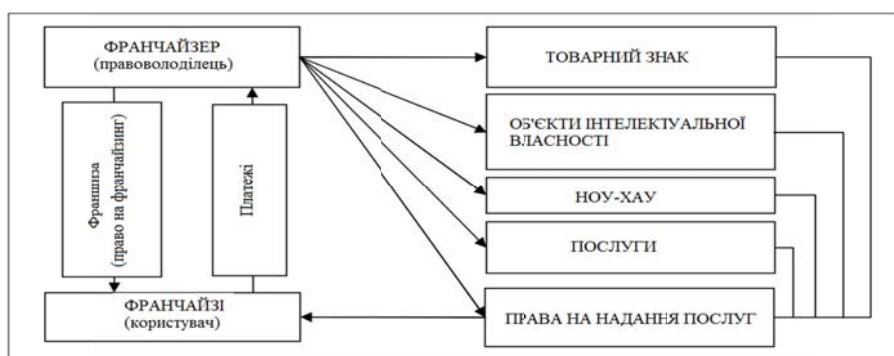 ФРАНЧАЙЗЕР
(правоволоділець)
Франшиза
(право на франчайзинг)
Платежі
ФРАНЧАЙЗІ
(користувач)
ТОВАРНИЙ ЗНАК
ОБ'ЄКТИ ІНТЕЛЕКТУАЛЬНОЇ
ВЛАСНОСТІ
НОУ-ХАУ
ПОСЛУГИ
ПРАВА НА НАДАННЯ ПОСЛУГ